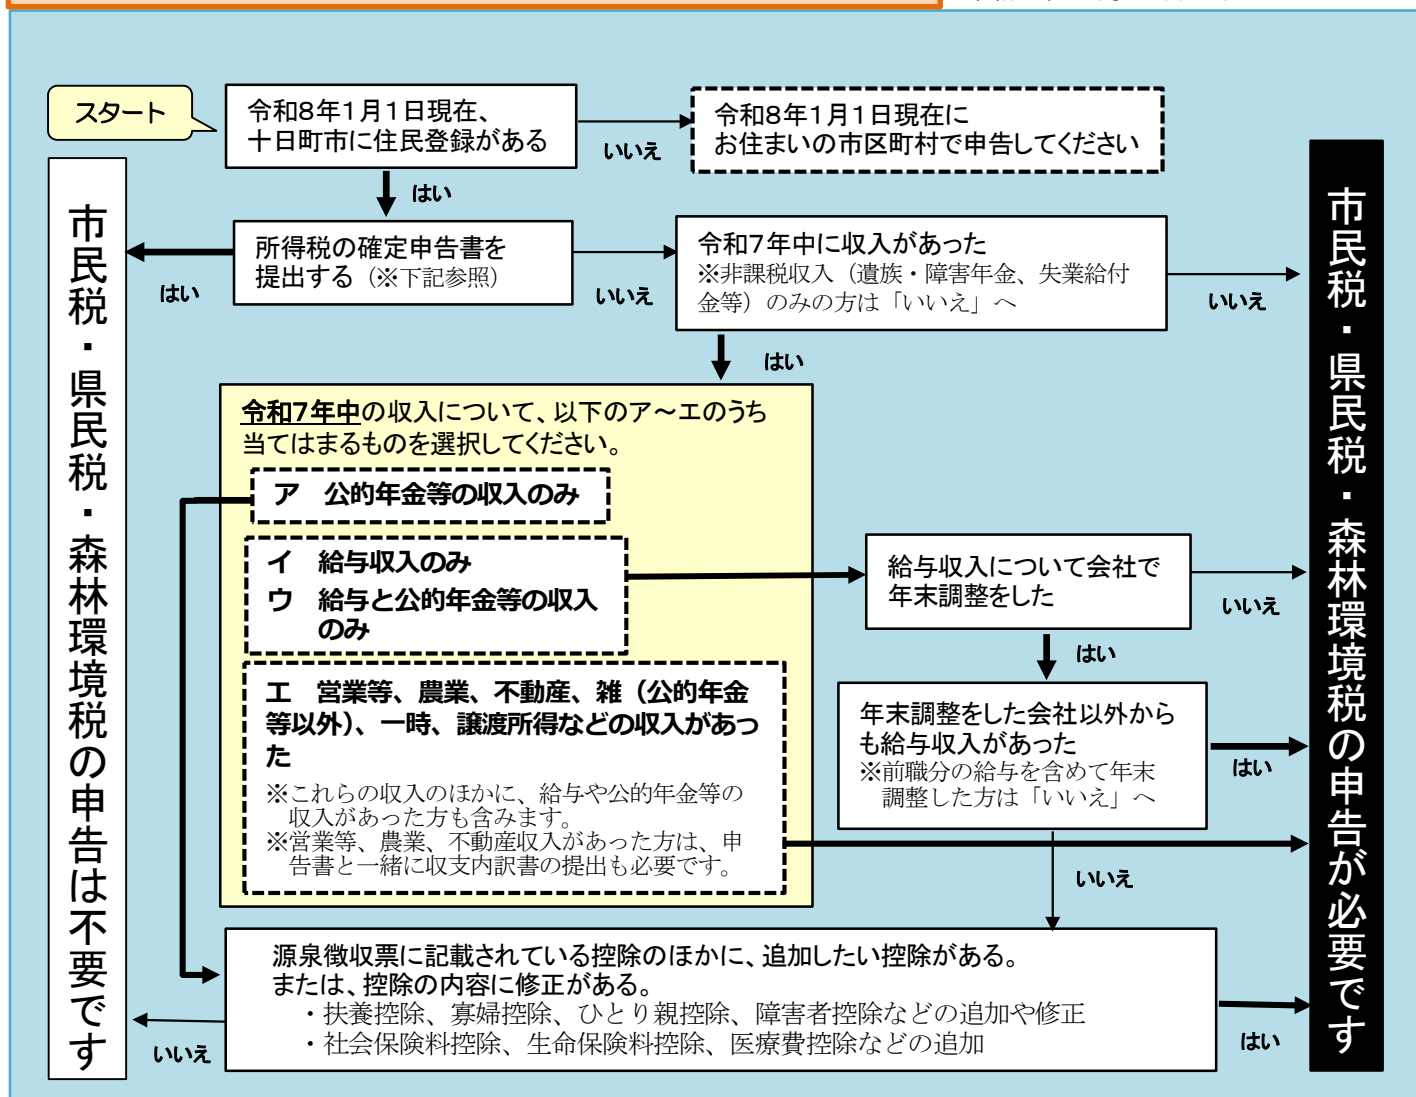 スタート
令和8年1月1日現在、
十日町市に住民登録がある
いいえ
令和8年1月1日現在に
お住まいの市区町村で申告してください
はい
所得税の確定申告書を
提出する（※下記参照）
はい
いいえ
令和7年中に収入があった
※非課税収入（遺族・障害年金、失業給付
金等）のみの方は「いいえ」へ
いいえ
はい
令和7年中の収入について、以下のア～エのうち
当てはまるものを選択してください。
ア　公的年金等の収入のみ
イ　給与収入のみ
ウ　給与と公的年金等の収入
のみ
エ　営業等、農業、不動産、雑（公的年金
等以外）、一時、譲渡所得などの収入があっ
た
※これらの収入のほかに、給与や公的年金等の
収入があった方も含みます。
※営業等、農業、不動産収入があった方は、申
告書と一緒に収支内訳書の提出も必要です。
給与収入について会社で
年末調整をした
いいえ
はい
年末調整をした会社以外から
も給与収入があった
※前職分の給与を含めて年末
調整した方は「いいえ」へ
はい
いいえ
源泉徴収票に記載されている控除のほかに、追加したい控除がある。
または、控除の内容に修正がある。
・扶養控除、寡婦控除、ひとり親控除、障害者控除などの追加や修正
・社会保険料控除、生命保険料控除、医療費控除などの追加
いいえ
はい
市民税・県民税・森林環境税の申告は不要です
市民税・県民税・森林環境税の申告が必要です